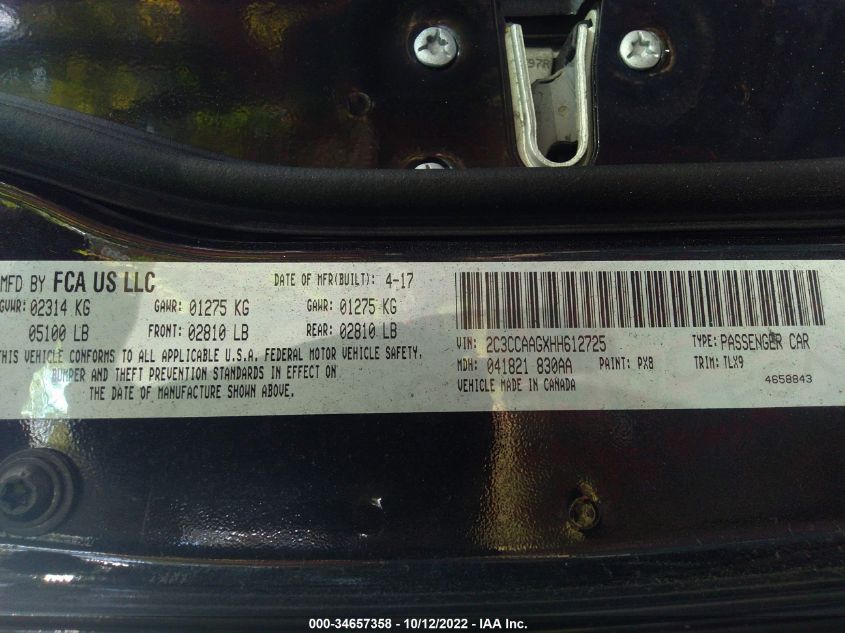 97R
MFD BY FCA US LLC
DATE OF MFR(BUILT): 4-17
GVWR: 02314 KG
GAWR: 01275 KG
GAWR: 01275 KG
05100 LB
FRONT: 02810 LB
REAR: 02810 LB
THIS VEHICLE CONFORMS TO ALL APPLICABLE U.S.A. FEDERAL MOTOR VEHICLE SAFETY,
BUMPER AND THEFT PREVENTION STANDARDS IN EFFECT ON
THE DATE OF MANUFACTURE SHOWN ABOVE.
VIN: 2C3CCAAGXHH612725
TYPE: PASSENGER CAR
MDH: 041821 830AA
PAINT: PX8
TRIM: TLX9
VEHICLE MADE IN CANADA
4658843
000-34657358 - 10/12/2022 - IAA Inc.